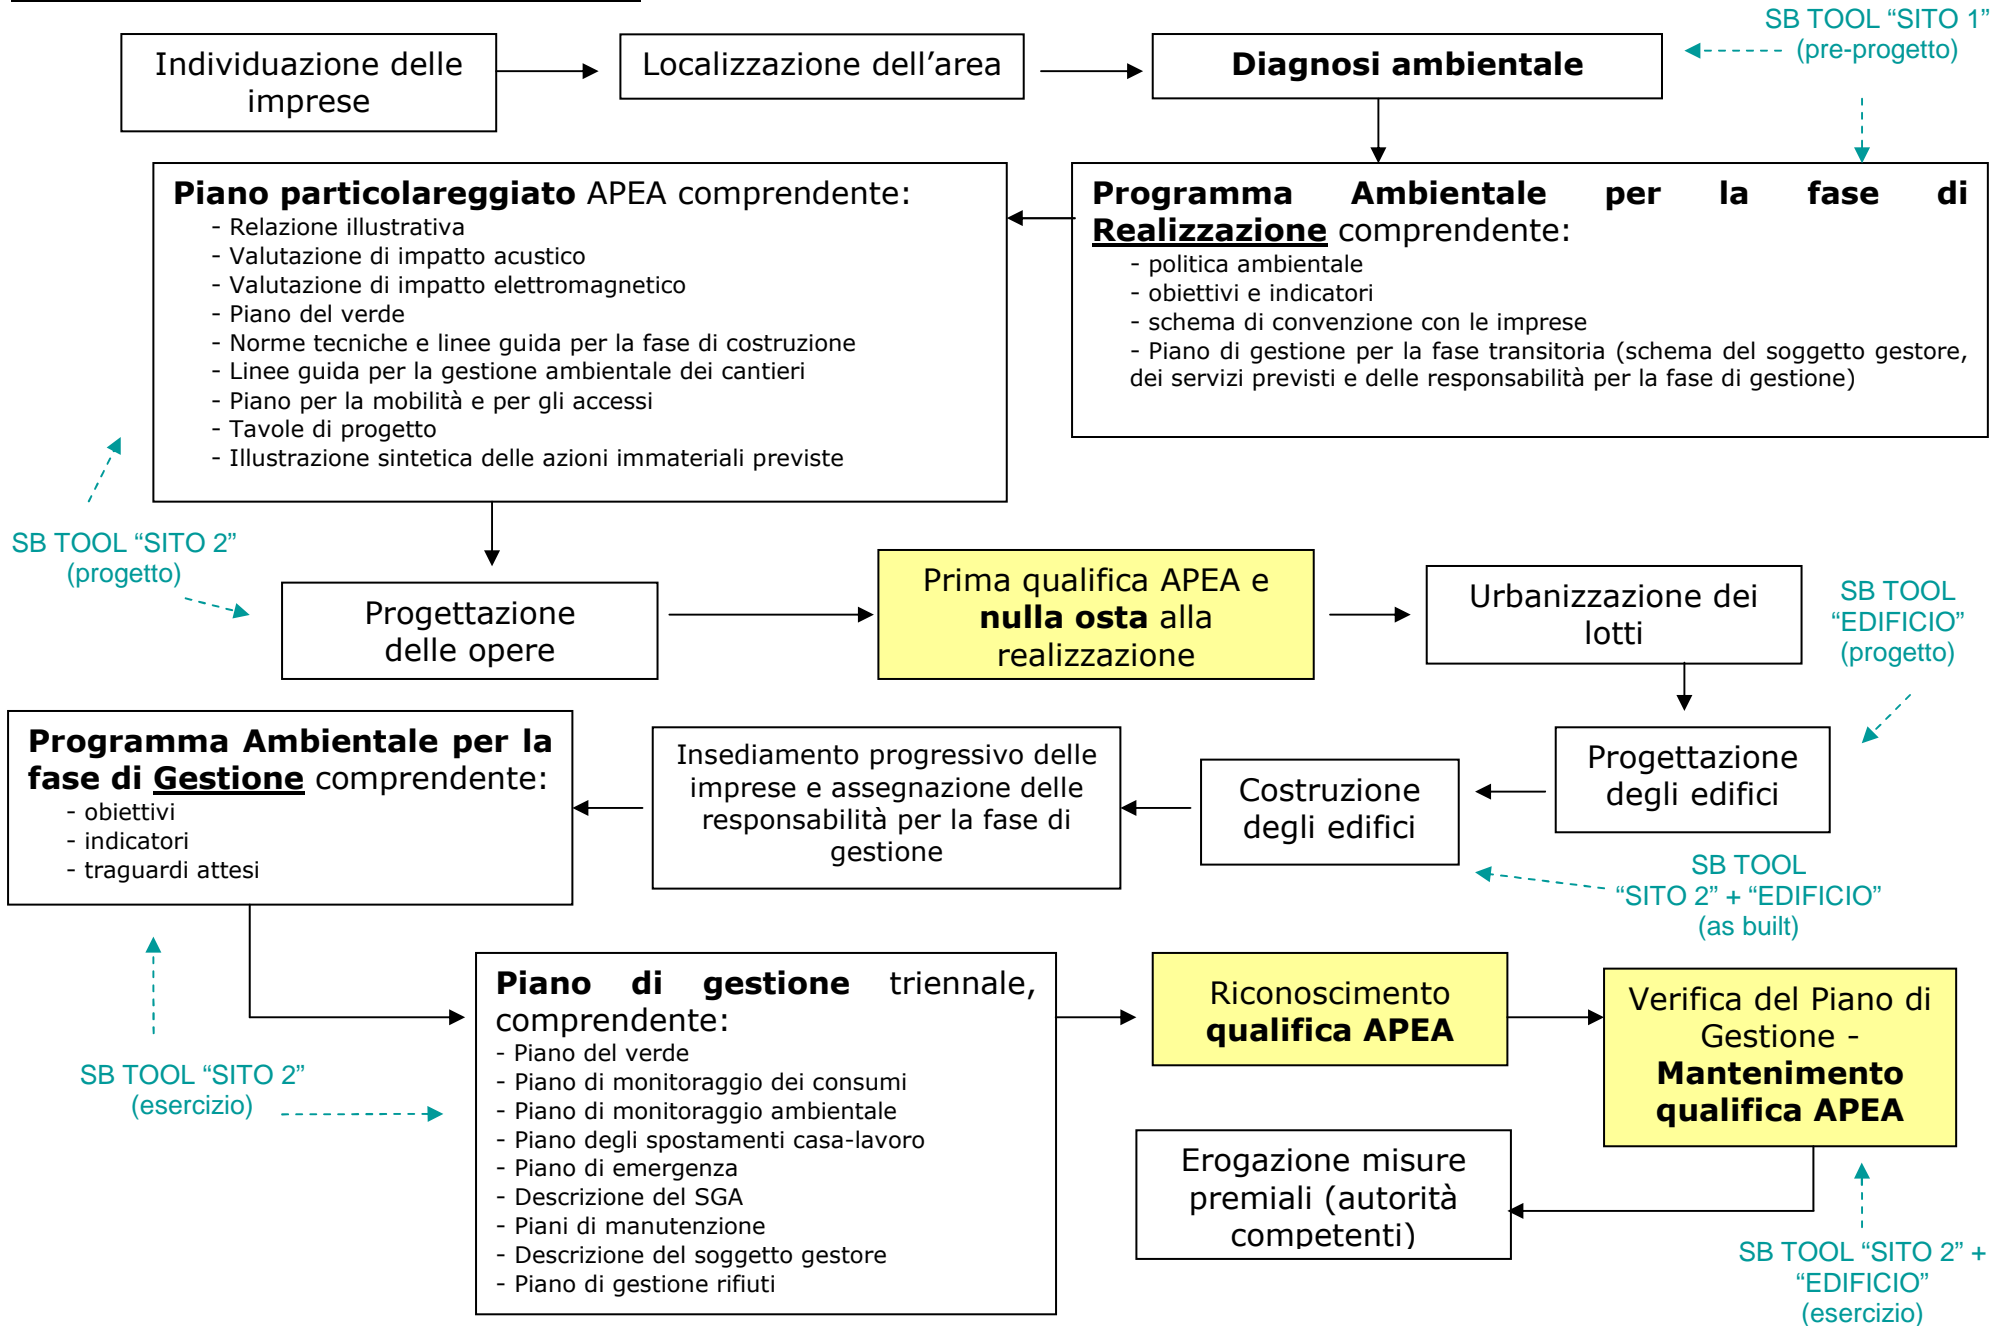 SB TOOL “SITO 1”
(pre-progetto)
Individuazione delle
imprese
Localizzazione dell’area
Diagnosi ambientale
Piano particolareggiato APEA comprendente:
- Relazione illustrativa
- Valutazione di impatto acustico
- Valutazione di impatto elettromagnetico
- Piano del verde
- Norme tecniche e linee guida per la fase di costruzione
- Linee guida per la gestione ambientale dei cantieri
- Piano per la mobilità e per gli accessi
- Tavole di progetto
- Illustrazione sintetica delle azioni immateriali previste
Programma Ambientale per la fase di
Realizzazione comprendente:
- politica ambientale
- obiettivi e indicatori
- schema di convenzione con le imprese
- Piano di gestione per la fase transitoria (schema del soggetto gestore,
dei servizi previsti e delle responsabilità per la fase di gestione)
SB TOOL “SITO 2”
(progetto)
Progettazione
delle opere
Prima qualifica APEA e
nulla osta alla
realizzazione
Urbanizzazione dei
lotti
SB TOOL
“EDIFICIO”
(progetto)
Programma Ambientale per la
fase di Gestione comprendente:
- obiettivi
- indicatori
- traguardi attesi
Insediamento progressivo delle
imprese e assegnazione delle
responsabilità per la fase di
gestione
Costruzione
degli edifici
Progettazione
degli edifici
SB TOOL
“SITO 2” + “EDIFICIO”
(as built)
SB TOOL “SITO 2”
(esercizio)
Piano di gestione triennale,
comprendente:
- Piano del verde
- Piano di monitoraggio dei consumi
- Piano di monitoraggio ambientale
- Piano degli spostamenti casa-lavoro
- Piano di emergenza
- Descrizione del SGA
- Piani di manutenzione
- Descrizione del soggetto gestore
- Piano di gestione rifiuti
Riconoscimento
qualifica APEA
Verifica del Piano di
Gestione -
Mantenimento
qualifica APEA
Erogazione misure
premiali (autorità
competenti)
SB TOOL “SITO 2” +
“EDIFICIO”
(esercizio)